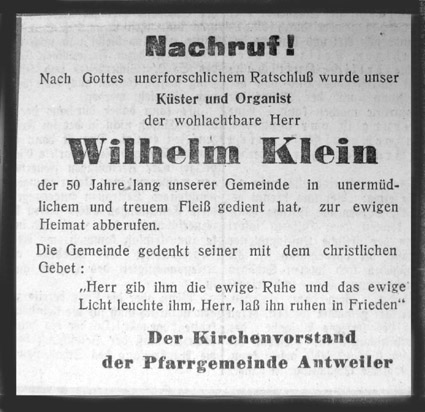 Nachruf!
Nach Gottes unerforschlichem Ratschluß wurde unser
Küster und Organist
der wohlachtbare Herr
Wilhelm Klein
der 50 Jahre lang unserer Gemeinde in unermüd-
lichem und treuem Fleiß gedient hat, zur ewigen
Heimat abberufen.
Die Gemeinde gedenkt seiner mit dem christlichen
Gebet :
„Herr gib ihm die ewige Ruhe und das ewige
Licht leuchte ihm, Herr, laß ihn ruhen in Frieden“
Der Kirchenvorstand
der Pfarrgemeinde Antweiler